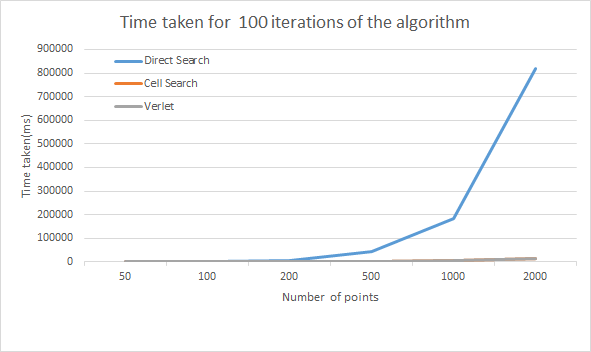 Time taken for 100 iterations of the algorithm
900000
800000
700000
600000
500000
400000
300000
200000
100000
0
Time taken(ms)
Direct Search
Cell Search
Verlet
50 100 200 500 1000 2000
Number of points